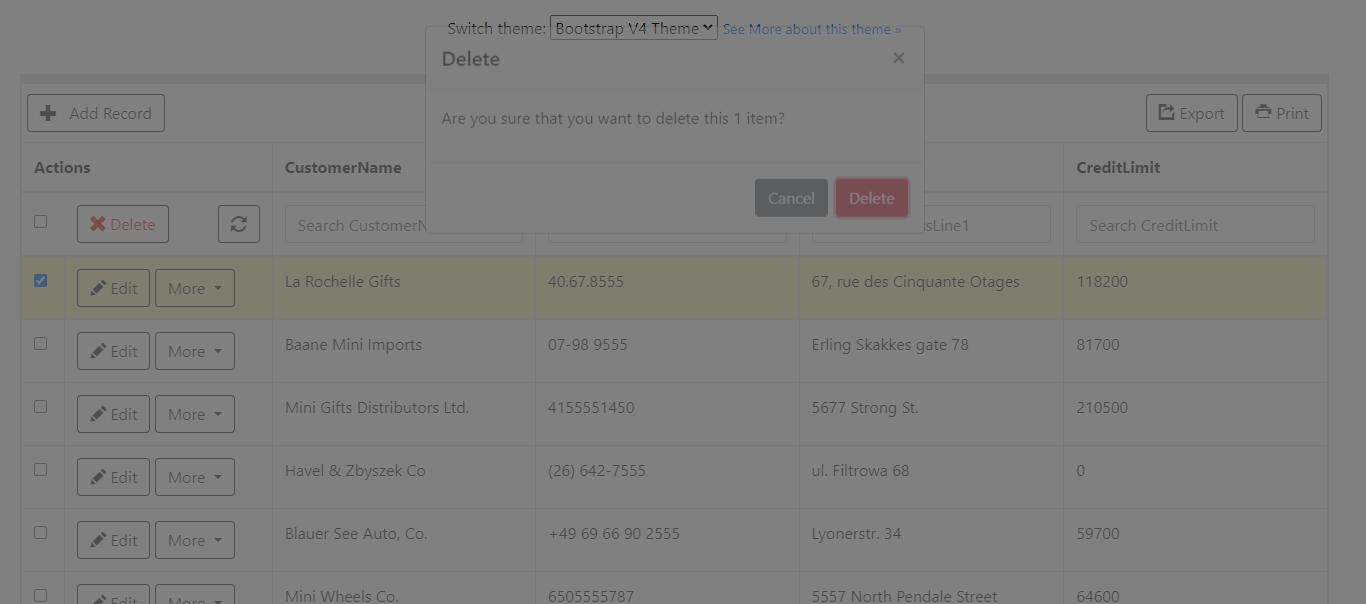 Switch theme: Bootstrap V4 Theme See More about this theme »
Delete ×
Add Record
Are you sure that you want to delete this 1 item?
Export Print
Actions CustomerName CreditLimit
Cancel Delete
Delete Search CustomerN sLine1 Search CreditLimit
Edit More La Rochelle Gifts 40.67.8555 67, rue des Cinquante Otages 118200
Edit More Baane Mini Imports 07-98 9555 Erling Skakkes gate 78 81700
Edit More Mini Gifts Distributors Ltd. 4155551450 5677 Strong St. 210500
Edit More Havel & Zbyszek Co (26) 642-7555 ul. Filtrowa 68 0
Edit More Blauer See Auto, Co. +49 69 66 90 2555 Lyonerstr. 34 59700
Edit More Mini Wheels Co. 6505555787 5557 North Pendale Street 64600